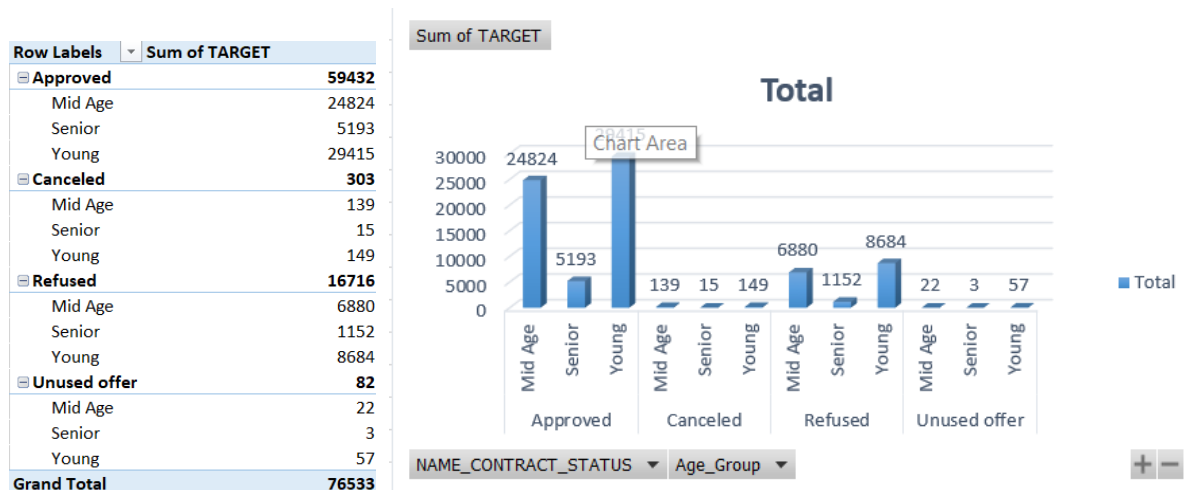 Row Labels Sum of TARGET
Approved 59432
Mid Age 24824
Senior 5193
Young 29415
Canceled 303
Mid Age 139
Senior 15
Young 149
Refused 16716
Mid Age 6880
Senior 1152
Young 8684
Unused offer 82
Mid Age 22
Senior 3
Young 57
Grand Total 76533
Sum of TARGET
Total
29415
Chart Area
30000
25000
20000
15000
10000
5000
0
24824
5193
139
15
149
6880
1152
8684
22
3
57
Mid Age
Senior
Young
Mid Age
Senior
Young
Mid Age
Senior
Young
Mid Age
Senior
Young
Approved Canceled Refused Unused offer
Total
NAME_CONTRACT_STATUS Age_Group
+ −